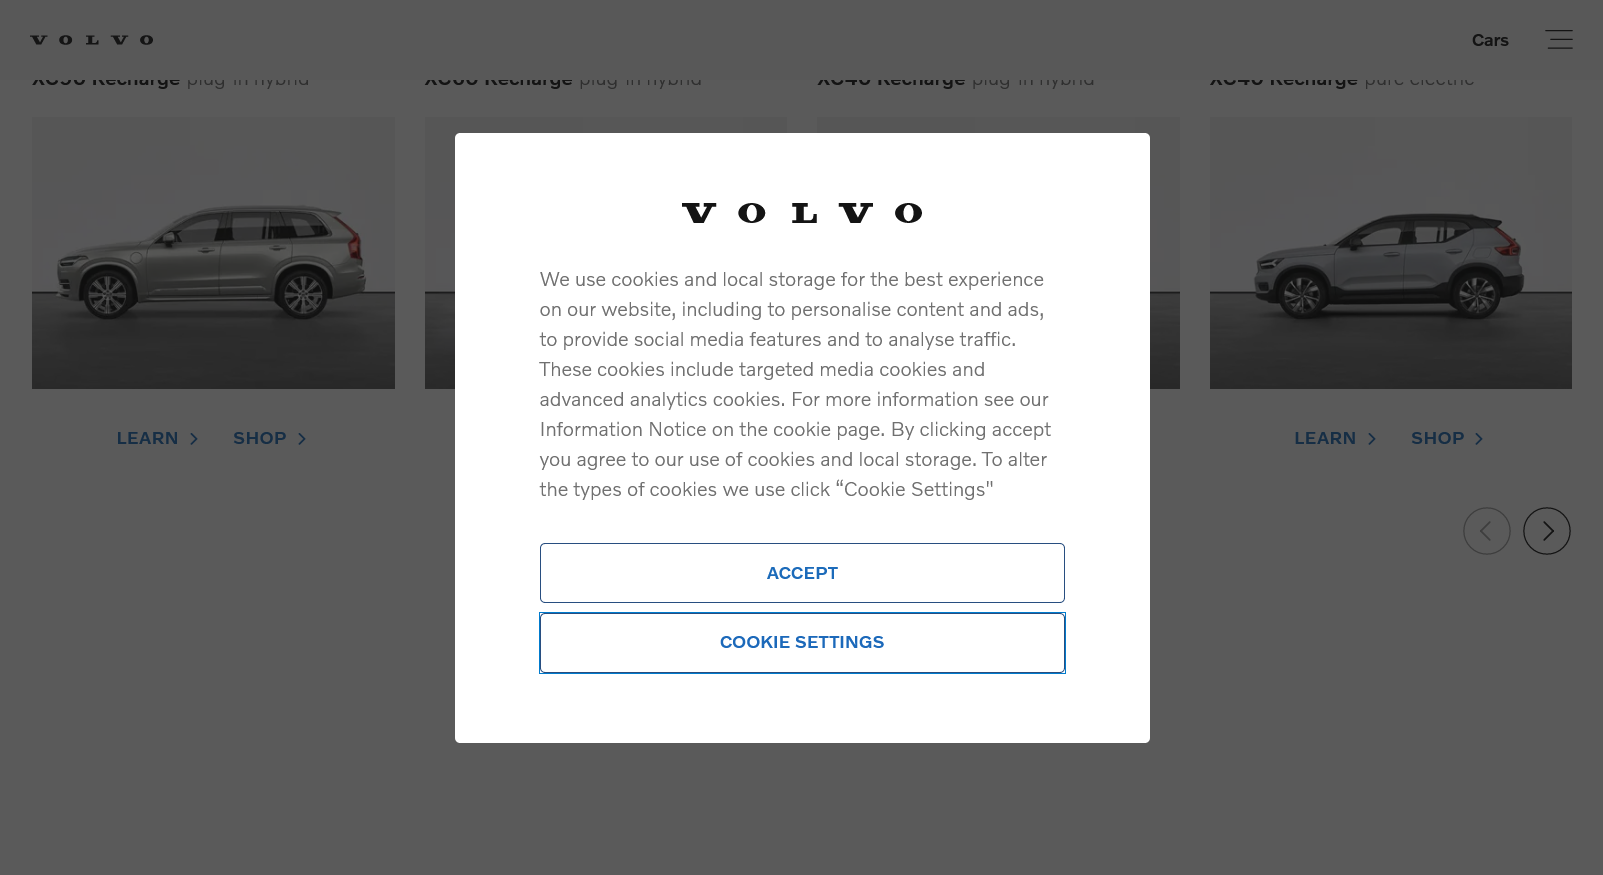 VOLVO
Cars
XC90 Recharge plug-in hybrid
XC60 Recharge plug-in hybrid
XC40 Recharge plug-in hybrid
XC40 Recharge pure electric
VOLVO
We use cookies and local storage for the best experience
on our website, including to personalise content and ads,
to provide social media features and to analyse traffic.
These cookies include targeted media cookies and
advanced analytics cookies. For more information see our
Information Notice on the cookie page. By clicking accept
you agree to our use of cookies and local storage. To alter
the types of cookies we use click “Cookie Settings"
ACCEPT
COOKIE SETTINGS
LEARN
SHOP
LEARN
SHOP